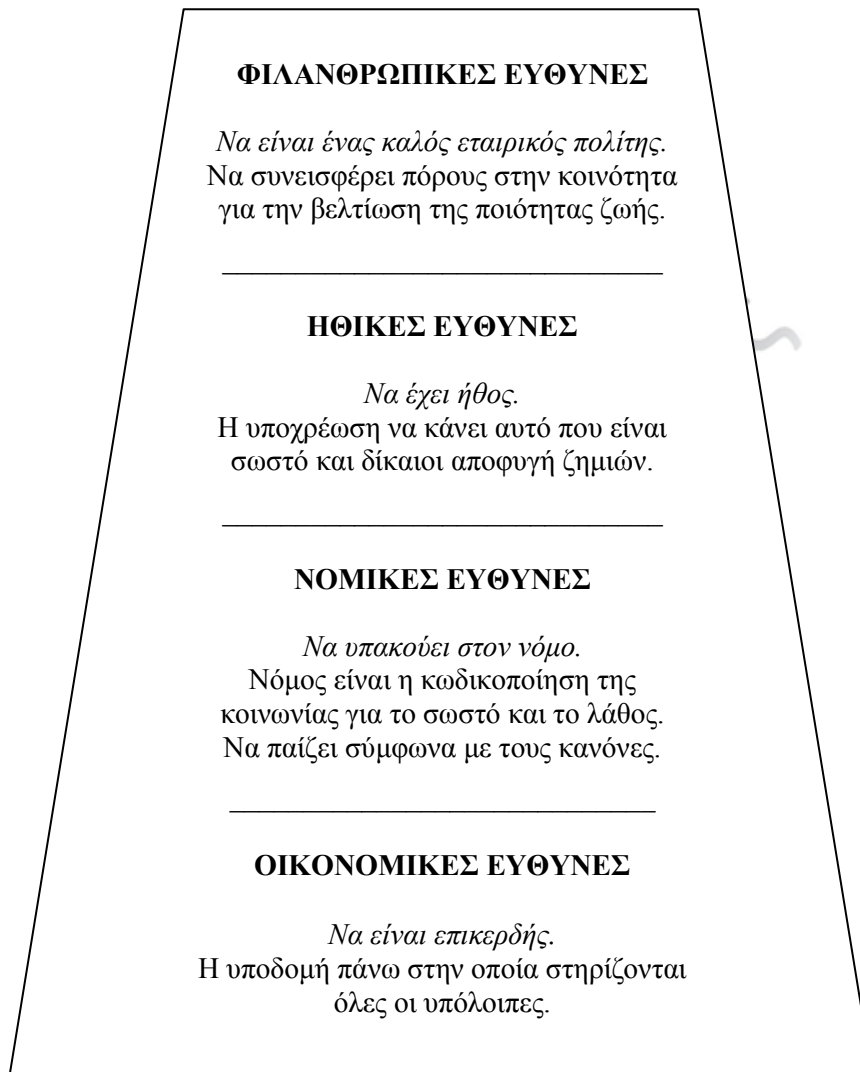 ΦΙΛΑΝΘΡΩΠΙΚΕΣ ΕΥΘΥΝΕΣ
Να είναι ένας καλός εταιρικός πολίτης.
Να συνεισφέρει πόρους στην κοινότητα
για την βελτίωση της ποιότητας ζωής.
ΗΘΙΚΕΣ ΕΥΘΥΝΕΣ
Να έχει ήθος.
Η υποχρέωση να κάνει αυτό που είναι
σωστό και δίκαιοι αποφυγή ζημιών.
ΝΟΜΙΚΕΣ ΕΥΘΥΝΕΣ
Να υπακούει στον νόμο.
Νόμος είναι η κωδικοποίηση της
κοινωνίας για το σωστό και το λάθος.
Να παίζει σύμφωνα με τους κανόνες.
ΟΙΚΟΝΟΜΙΚΕΣ ΕΥΘΥΝΕΣ
Να είναι επικερδής.
Η υποδομή πάνω στην οποία στηρίζονται
όλες οι υπόλοιπες.